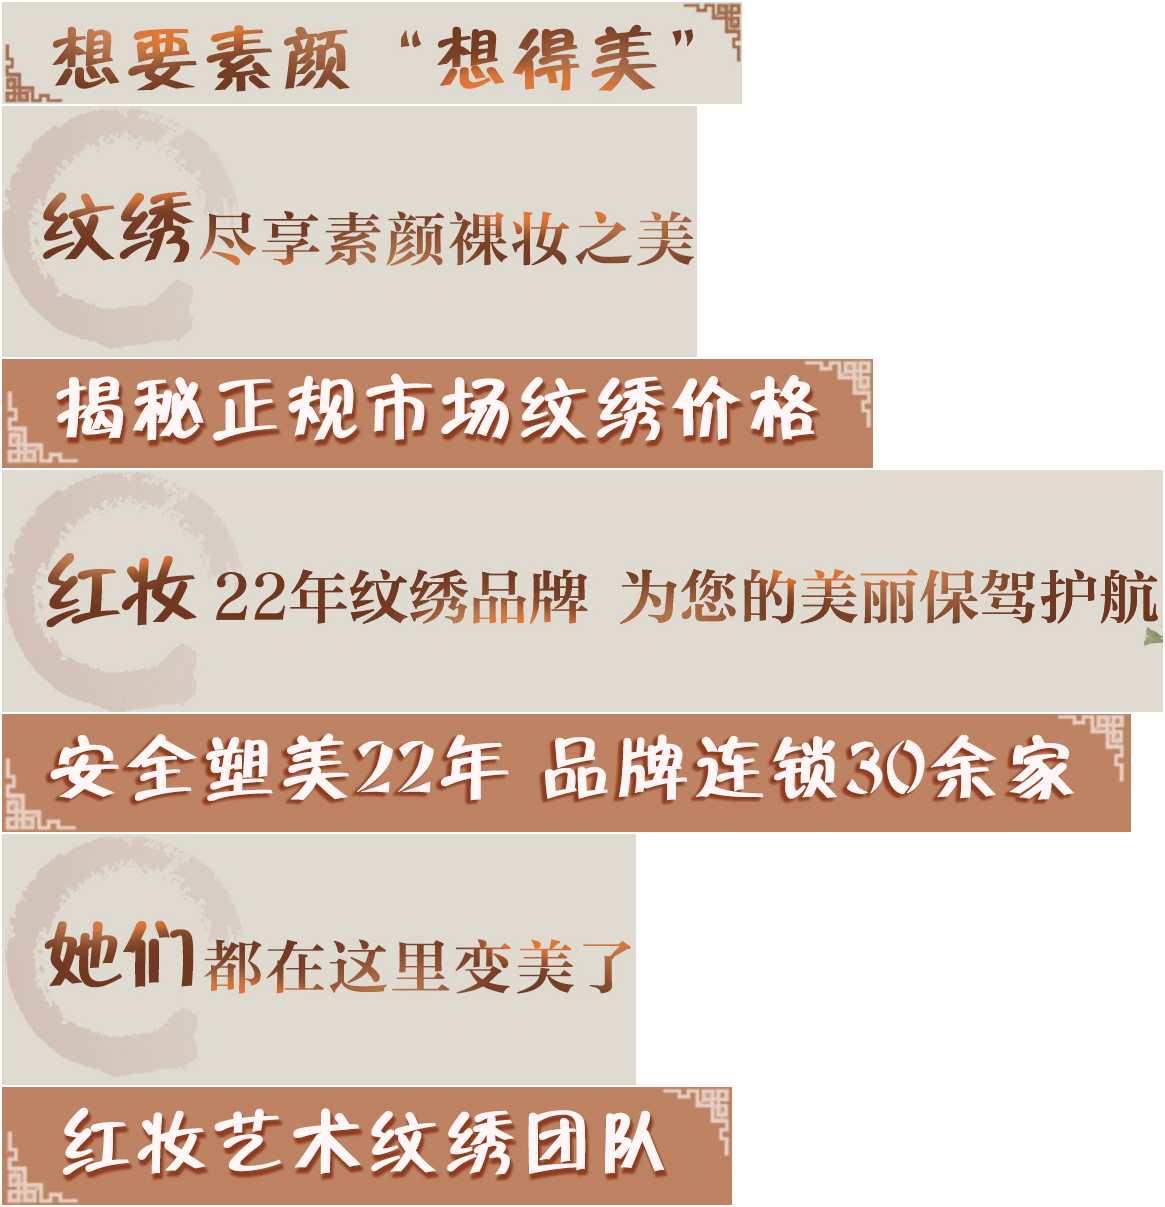 想要素颜“想得美”
纹绣尽享素颜裸妆之美
揭秘正规市场纹绣价格
红妆 22年纹绣品牌 为您的美丽保驾护航
安全塑美22年 品牌连锁30余家
她们都在这里变美了
红妆艺术纹绣团队